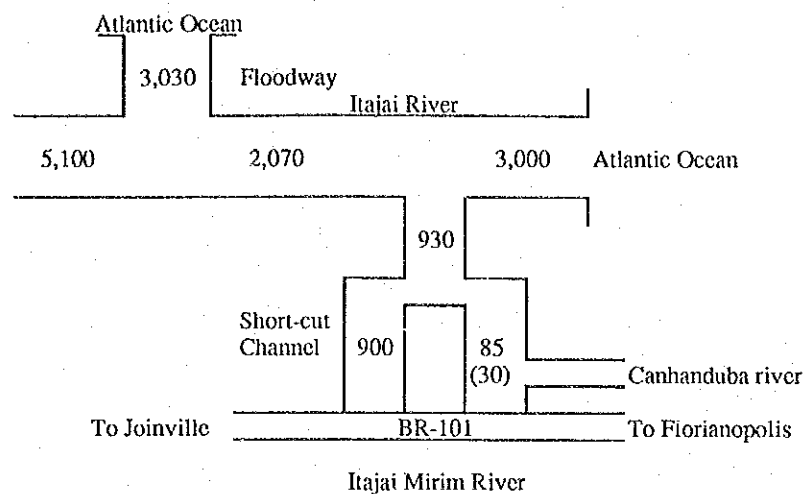 Atlantic Ocean
3,030 Floodway
Itajai River
5,100 2,070 3,000 Atlantic Ocean
930
Short-cut
Channel 900 85
(30)
Canhanduba river
To Joinville BR-101 To Florianopolis
Itajai Mirim River